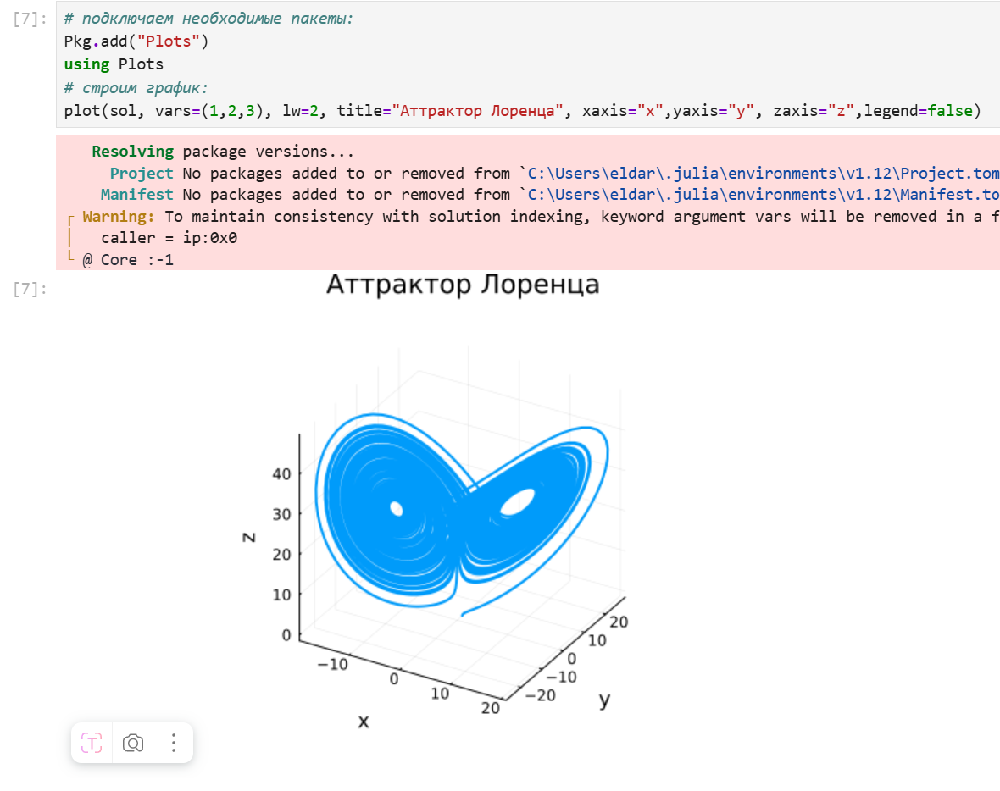 [7]: # подключаем необходимые пакеты:
Pkg.add("Plots")
using Plots
# строим график:
plot(sol, vars=(1,2,3), lw=2, title="Аттрактор Лоренца", xaxis="x",yaxis="y", zaxis="z",legend=false)
Resolving package versions...
Project No packages added to or removed from `C:\Users\eldar\.julia\environments\v1.12\Project.tom
Manifest No packages added to or removed from `C:\Users\eldar\.julia\environments\v1.12\Manifest.to
┌ Warning: To maintain consistency with solution indexing, keyword argument vars will be removed in a f
│ caller = ip:0x0
└ @ Core :-1
[7]:
Аттрактор Лоренца
40
30
z
20
10
0
−10
0
10
20
x
20
10
0
−10
−20
y
T